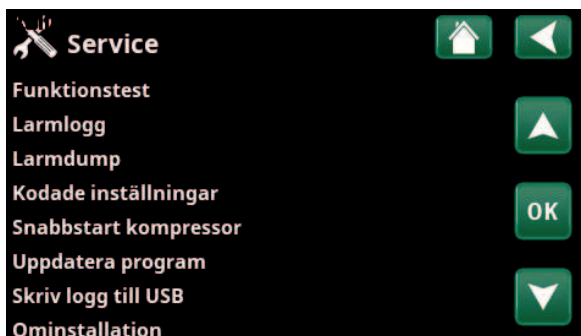 Service
Funktionstest
Larmlogg
Larmdump
Kodade inställningar
Snabbstart kompressor
OK
Uppdatera program
Skriv logg till USB
Ominstallation